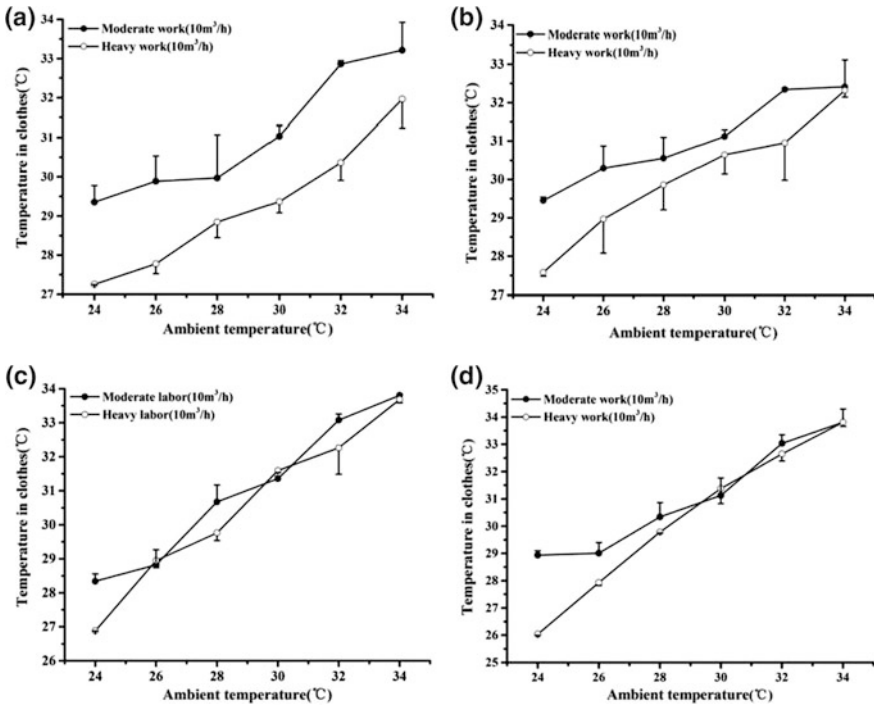 (a)
Moderate work(10m³/h)
Heavy work(10m³/h)
Temperature in clothes(℃)
34
33
32
31
30
29
28
27
24 26 28 30 32 34
Ambient temperature(℃)
(b)
Moderate work(10m³/h)
Heavy work(10m³/h)
Temperature in clothes(℃)
34
33
32
31
30
29
28
27
24 26 28 30 32 34
Ambient temperature(℃)
(c)
Moderate labor(10m³/h)
Heavy labor(10m³/h)
Temperature in clothes(℃)
34
33
32
31
30
29
28
27
26
24 26 28 30 32 34
Ambient temperature(℃)
(d)
Moderate work(10m³/h)
Heavy work(10m³/h)
Temperature in clothes(℃)
35
34
33
32
31
30
29
28
27
26
25
24 26 28 30 32 34
Ambient temperature(℃)